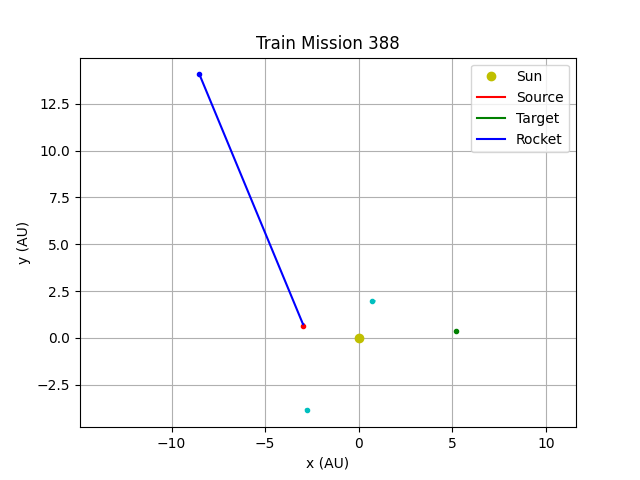 Train Mission 388
Sun
Source
Target
Rocket
12.5
10.0
7.5
5.0
2.5
0.0
−2.5
y (AU)
−10
−5
0
5
10
x (AU)